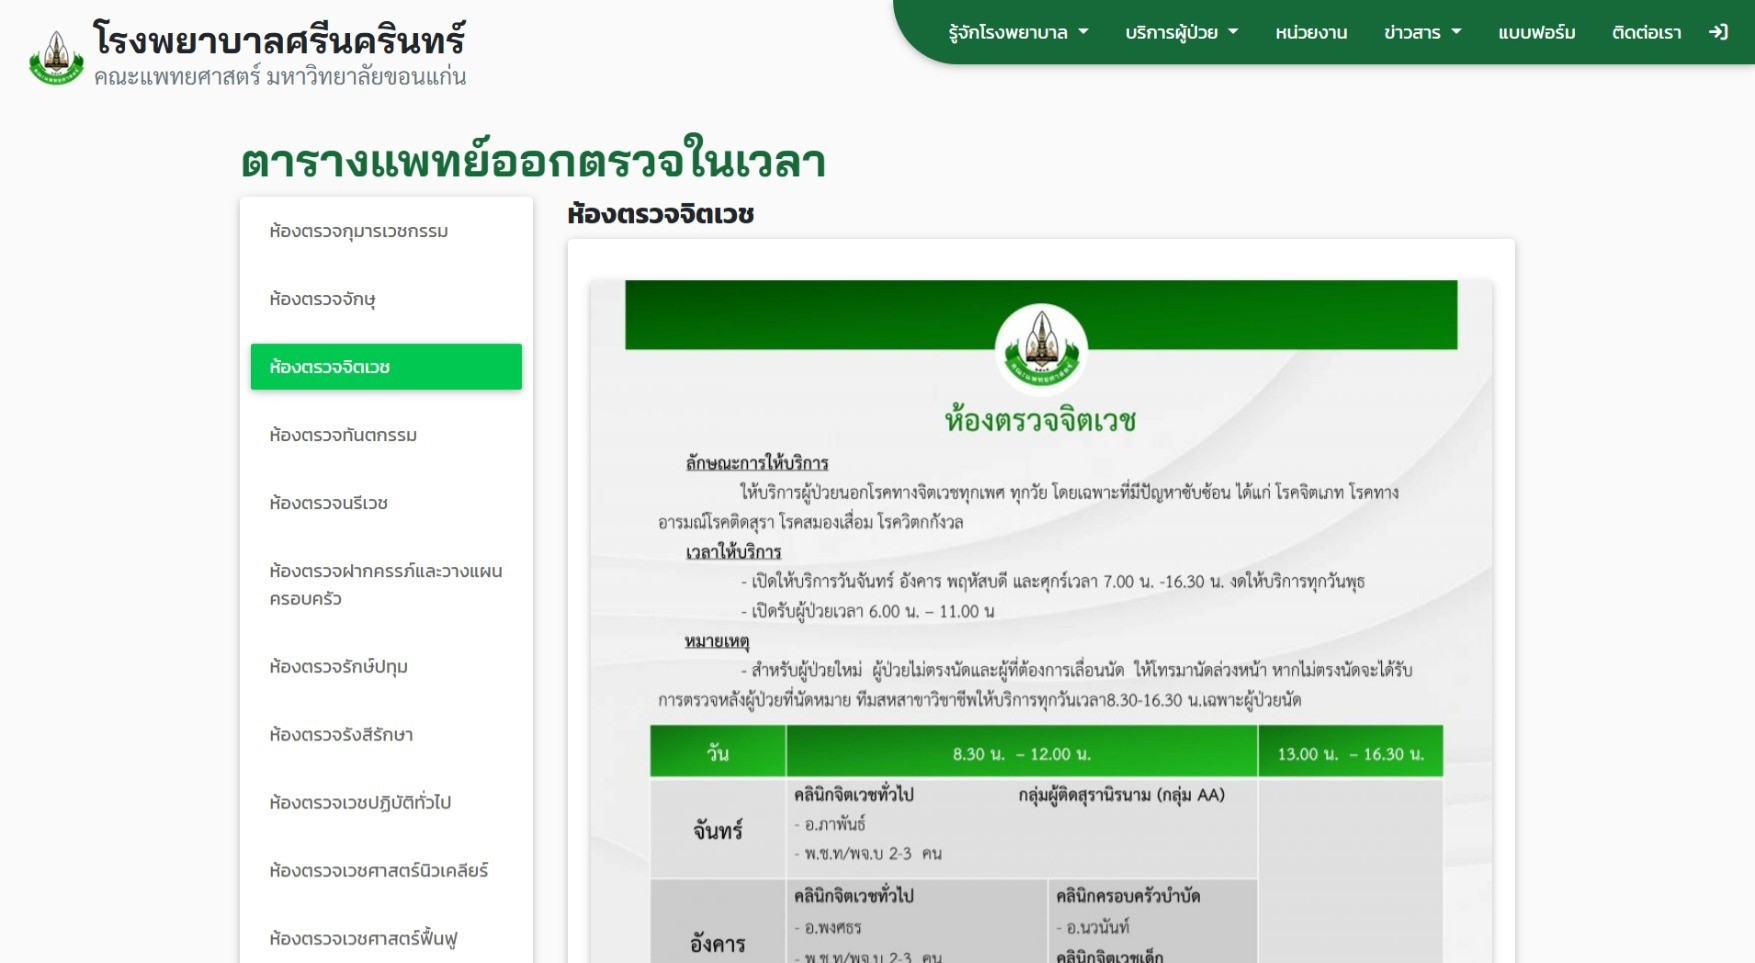 โรงพยาบาลศรีนครินทร์
คณะแพทยศาสตร์ มหาวิทยาลัยขอนแก่น
รู้จักโรงพยาบาล
บริการผู้ป่วย
หน่วยงาน
ข่าวสาร
แบบฟอร์ม
ติดต่อเรา
ตารางแพทย์ออกตรวจในเวลา
ห้องตรวจกุมารเวชกรรม
ห้องตรวจจักษุ
ห้องตรวจจิตเวช
ห้องตรวจทันตกรรม
ห้องตรวจนรีเวช
ห้องตรวจฝากครรภ์และวางแผน
ครอบครัว
ห้องตรวจรักษ์ปทุม
ห้องตรวจรังสีรักษา
ห้องตรวจเวชปฏิบัติทั่วไป
ห้องตรวจเวชศาสตร์นิวเคลียร์
ห้องตรวจเวชศาสตร์ฟื้นฟู
ห้องตรวจจิตเวช
ห้องตรวจจิตเวช
ลักษณะการให้บริการ
ให้บริการผู้ป่วยนอกโรคทางจิตเวชทุกเพศ ทุกวัย โดยเฉพาะที่มีปัญหาซับซ้อน ได้แก่ โรคจิตเภท โรคทาง
อารมณ์โรคติดสุรา โรคสมองเสื่อม โรควิตกกังวล
เวลาให้บริการ
- เปิดให้บริการวันจันทร์ อังคาร พฤหัสบดี และศุกร์เวลา 7.00 น. -16.30 น. งดให้บริการทุกวันพุธ
- เปิดรับผู้ป่วยเวลา 6.00 น. – 11.00 น
หมายเหตุ
- สำหรับผู้ป่วยใหม่ ผู้ป่วยไม่ตรงนัดและผู้ที่ต้องการเลื่อนนัด ให้โทรมานัดล่วงหน้า หากไม่ตรงนัดจะได้รับ
การตรวจหลังผู้ป่วยที่นัดหมาย ทีมสหสาขาวิชาชีพให้บริการทุกวันเวลา8.30-16.30 น.เฉพาะผู้ป่วยนัด
วัน 8.30 น. – 12.00 น. 13.00 น. – 16.30 น.
จันทร์
คลินิกจิตเวชทั่วไป กลุ่มผู้ติดสุรานิรนาม (กลุ่ม AA)
- อ.ภาพันธ์
- พ.ช.ท/พจ.บ 2-3 คน
อังคาร
คลินิกจิตเวชทั่วไป
- อ.พงศธร
- พ.ช.ท/พจ.บ 2-3 คน
คลินิกครอบครัวบำบัด
- อ.นวนันท์
คลินิกจิตเวชเด็ก